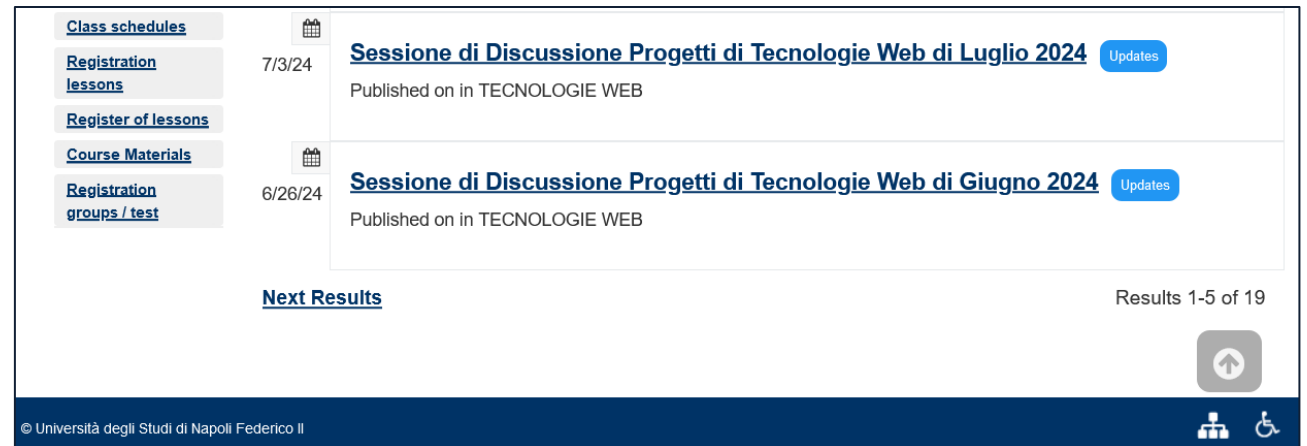 Class schedules
Registration
lessons
Register of lessons
Course Materials
Registration
groups / test
7/3/24
Sessione di Discussione Progetti di Tecnologie Web di Luglio 2024 Updates
Published on in TECNOLOGIE WEB
6/26/24
Sessione di Discussione Progetti di Tecnologie Web di Giugno 2024 Updates
Published on in TECNOLOGIE WEB
Next Results
Results 1-5 of 19
© Università degli Studi di Napoli Federico II